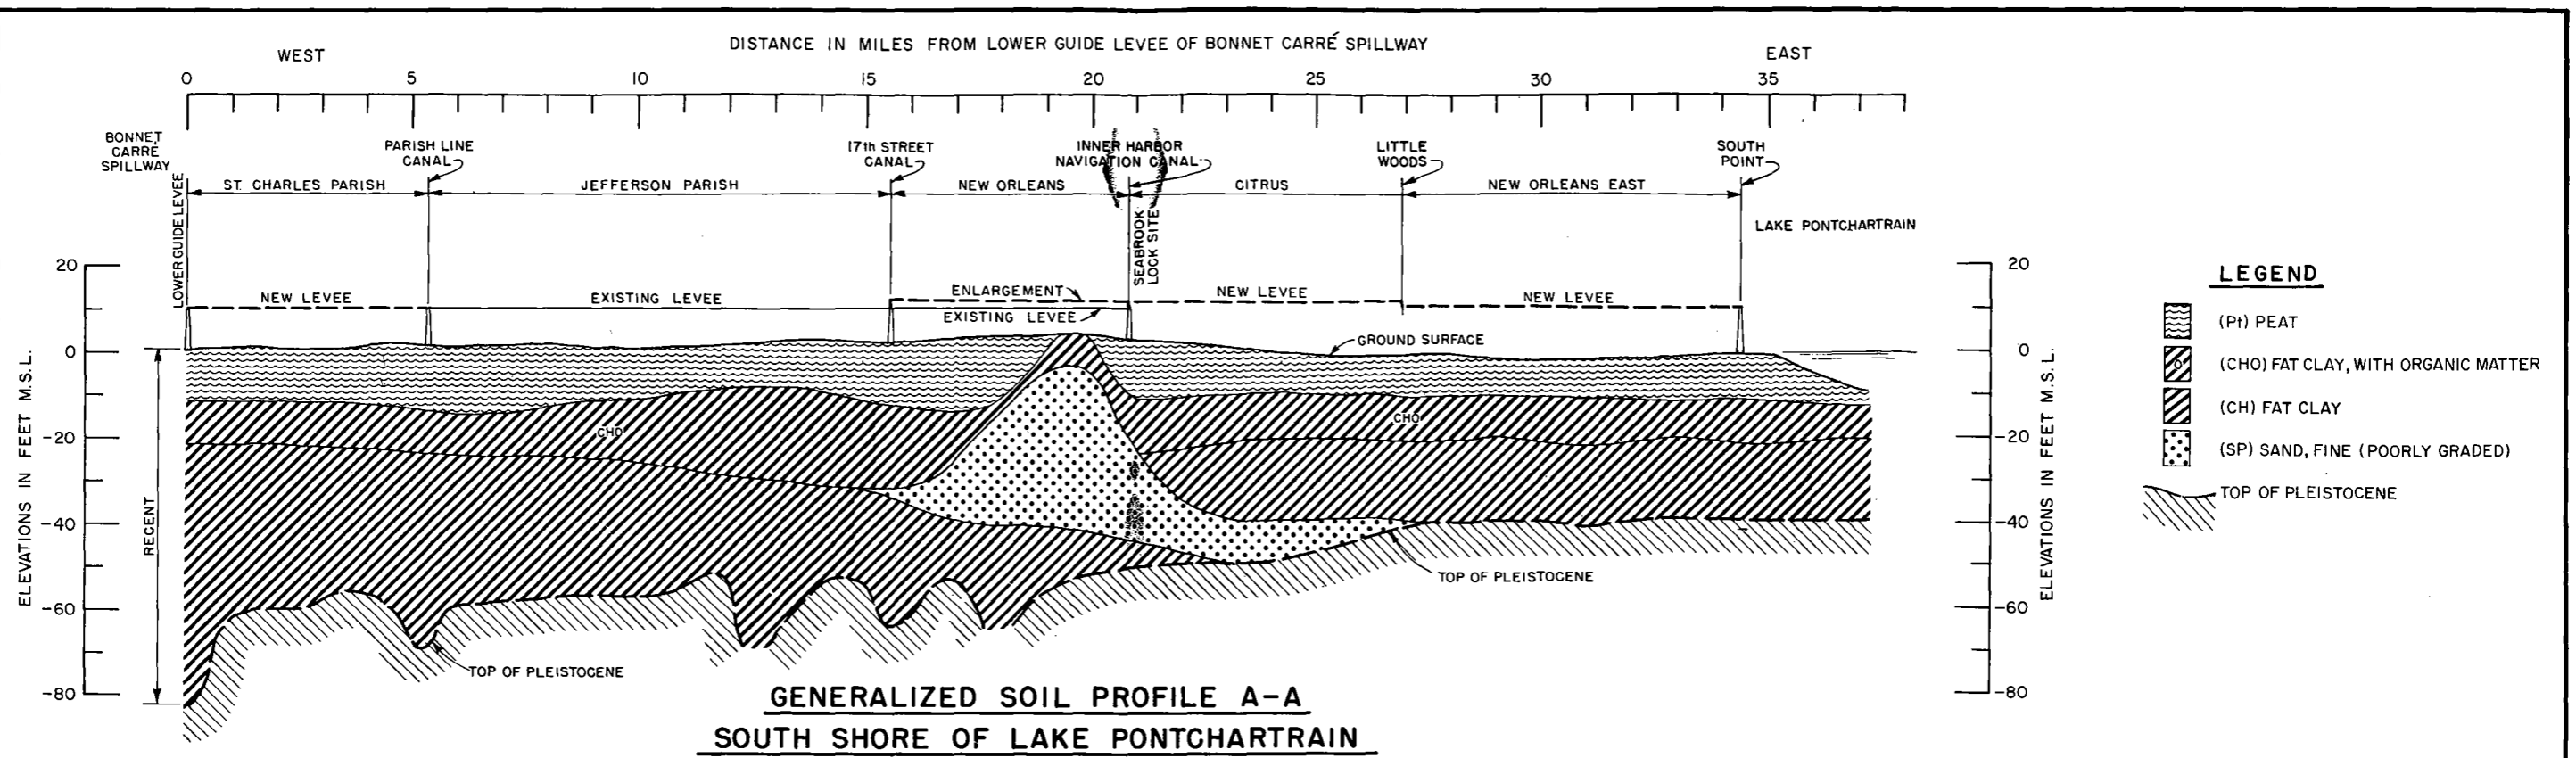 DISTANCE IN MILES FROM LOWER GUIDE LEVEE OF BONNET CARRÉ SPILLWAY
WEST
EAST
0 5 10 15 20 25 30 35
BONNET
CARRÉ
SPILLWAY
PARISH LINE
CANAL
17th STREET
CANAL
INNER HARBOR
NAVIGATION CANAL
LITTLE
WOODS
SOUTH
POINT
LOWER GUIDE LEVEE
ST. CHARLES PARISH
JEFFERSON PARISH
NEW ORLEANS
CITRUS
NEW ORLEANS EAST
SEABROOK
LOCK SITE
LAKE PONTCHARTRAIN
NEW LEVEE
EXISTING LEVEE
ENLARGEMENT
EXISTING LEVEE
NEW LEVEE
NEW LEVEE
GROUND SURFACE
ELEVATIONS IN FEET M.S.L.
20
0
-20
-40
-60
-80
RECENT
CHO
CHO
TOP OF PLEISTOCENE
TOP OF PLEISTOCENE
20
0
-20
-40
-60
-80
ELEVATIONS IN FEET M.S.L.
LEGEND
(Pt) PEAT
O
(CHO) FAT CLAY, WITH ORGANIC MATTER
(CH) FAT CLAY
(SP) SAND, FINE (POORLY GRADED)
TOP OF PLEISTOCENE
GENERALIZED SOIL PROFILE A-A
SOUTH SHORE OF LAKE PONTCHARTRAIN